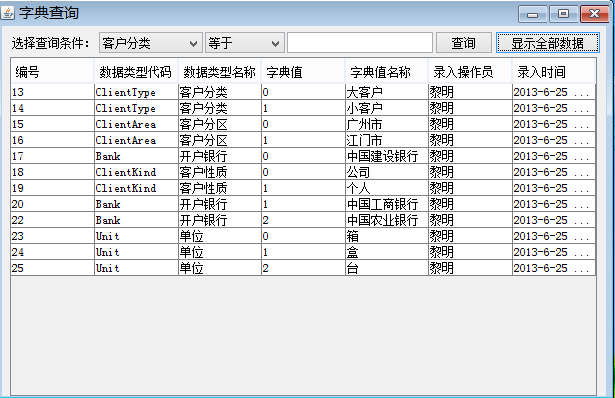 字典查询
选择查询条件: 客户分类 等于 查询 显示全部数据
编号 数据类型代码 数据类型名称 字典值 字典值名称 录入操作员 录入时间
13 ClientType 客户分类 0 大客户 黎明 2013-6-25 ...
14 ClientType 客户分类 1 小客户 黎明 2013-6-25 ...
15 ClientArea 客户分区 0 广州市 黎明 2013-6-25 ...
16 ClientArea 客户分区 1 江门市 黎明 2013-6-25 ...
17 Bank 开户银行 0 中国建设银行 黎明 2013-6-25 ...
18 ClientKind 客户性质 0 公司 黎明 2013-6-25 ...
19 ClientKind 客户性质 1 个人 黎明 2013-6-25 ...
20 Bank 开户银行 1 中国工商银行 黎明 2013-6-25 ...
22 Bank 开户银行 2 中国农业银行 黎明 2013-6-25 ...
23 Unit 单位 0 箱 黎明 2013-6-25 ...
24 Unit 单位 1 盒 黎明 2013-6-25 ...
25 Unit 单位 2 台 黎明 2013-6-25 ...